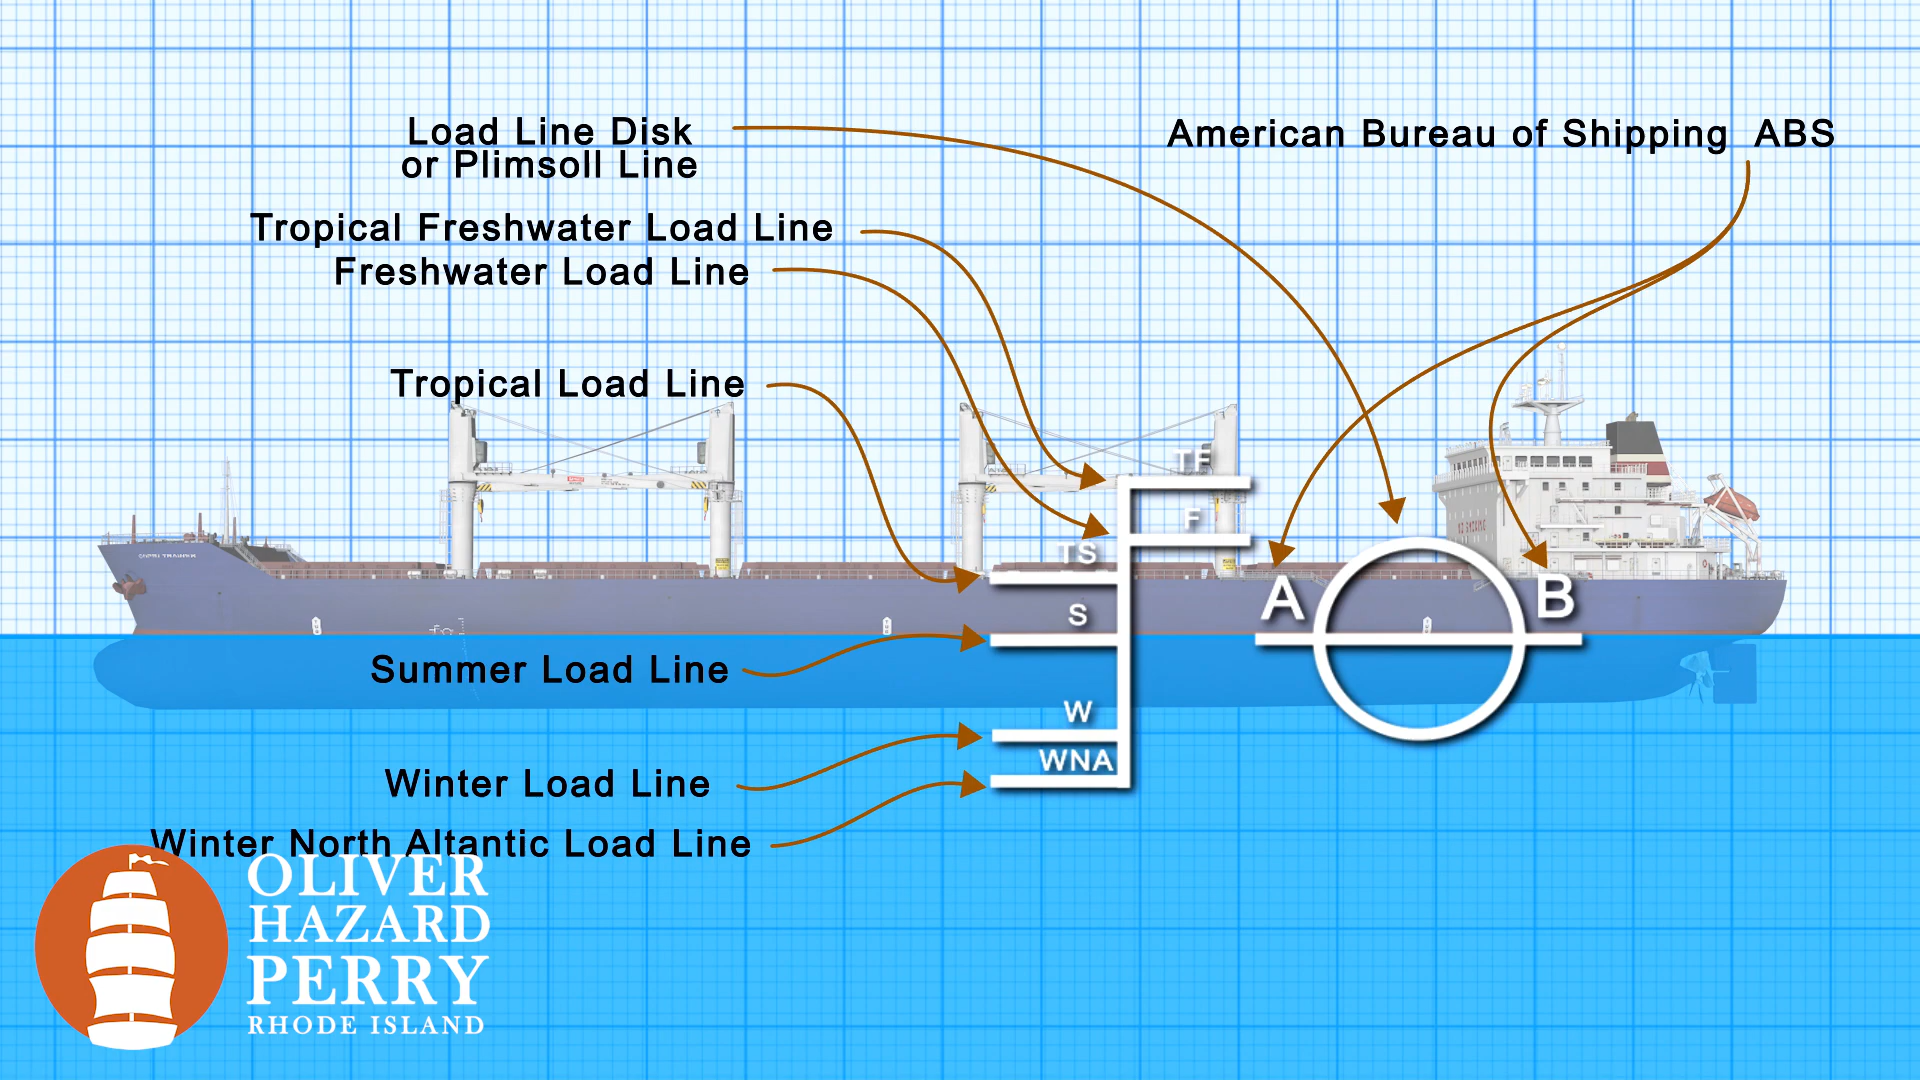 Load Line Disk
or Plimsoll Line
American Bureau of Shipping ABS
Tropical Freshwater Load Line
Freshwater Load Line
Tropical Load Line
TF
F
TS
S
A
B
Summer Load Line
W
WNA
Winter Load Line
Winter North Altantic Load Line
OLIVER
HAZARD
PERRY
RHODE ISLAND